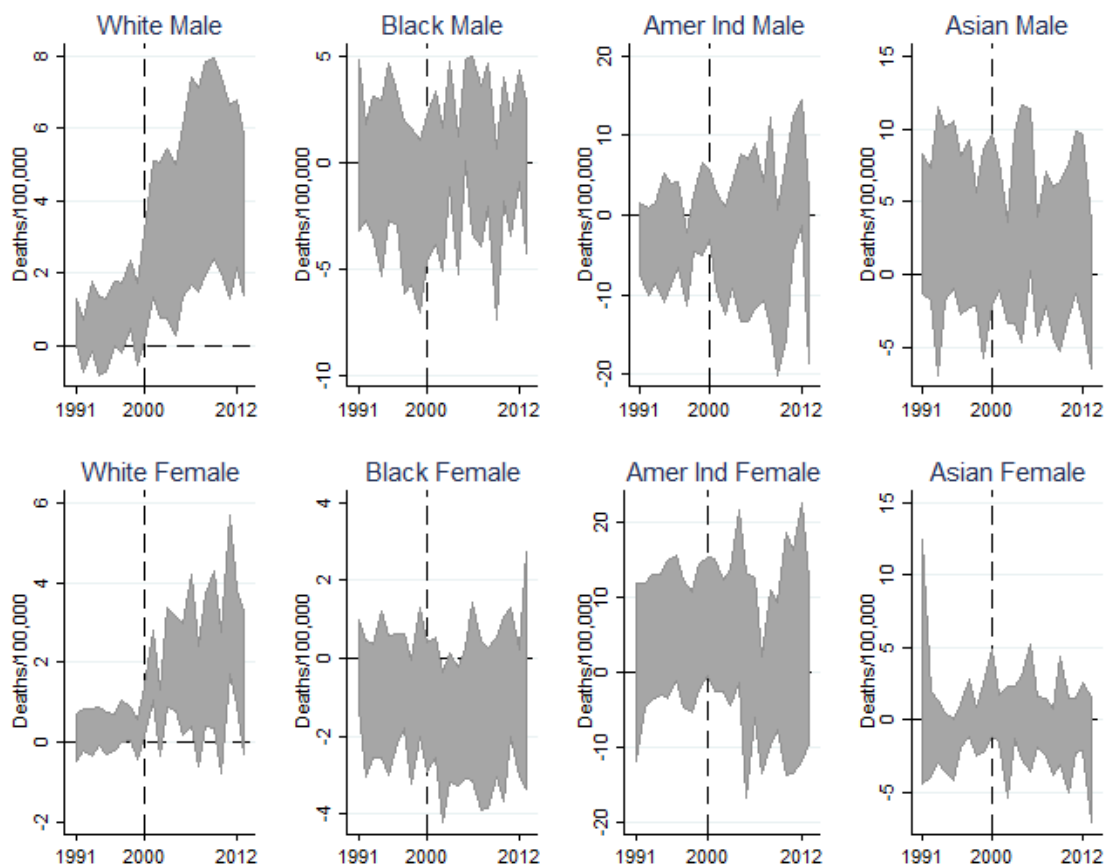 White Male
Black Male
Amer Ind Male
Asian Male
Deaths/100,000
8
6
4
2
0
1991 2000 2012
Deaths/100,000
5
0
-5
-10
1991 2000 2012
Deaths/100,000
20
10
0
-10
-20
1991 2000 2012
Deaths/100,000
15
10
5
0
-5
1991 2000 2012
White Female
Black Female
Amer Ind Female
Asian Female
Deaths/100,000
6
4
2
0
-2
1991 2000 2012
Deaths/100,000
4
2
0
-2
-4
1991 2000 2012
Deaths/100,000
20
10
0
-10
-20
1991 2000 2012
Deaths/100,000
15
10
5
0
-5
1991 2000 2012